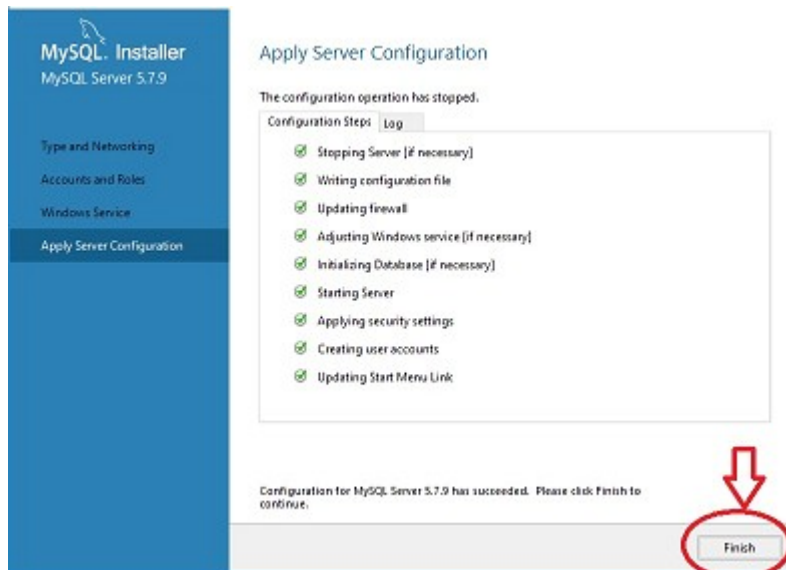 MySQL. Installer
MySQL Server 5.7.9
Type and Networking
Accounts and Roles
Windows Service
Apply Server Configuration
Apply Server Configuration
The configuration operation has stopped.
Configuration Steps Log
Stopping Server [if necessary]
Writing configuration file
Updating firewall
Adjusting Windows service [if necessary]
Initializing Database [if necessary]
Starting Server
Applying security settings
Creating user accounts
Updating Start Menu Link
Configuration for MySQL Server 5.7.9 has succeeded. Please click Finish to
continue.
Finish